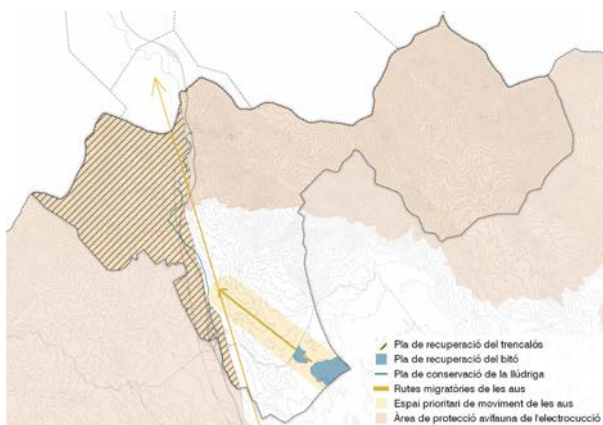 Pla de recuperació del trencalòs
Pla de recuperació del bitó
Pla de conservació de la llúdriga
Rutes migratòries de les aus
Espai prioritari de moviment de les aus
Àrea de protecció avifauna de l'electrocució